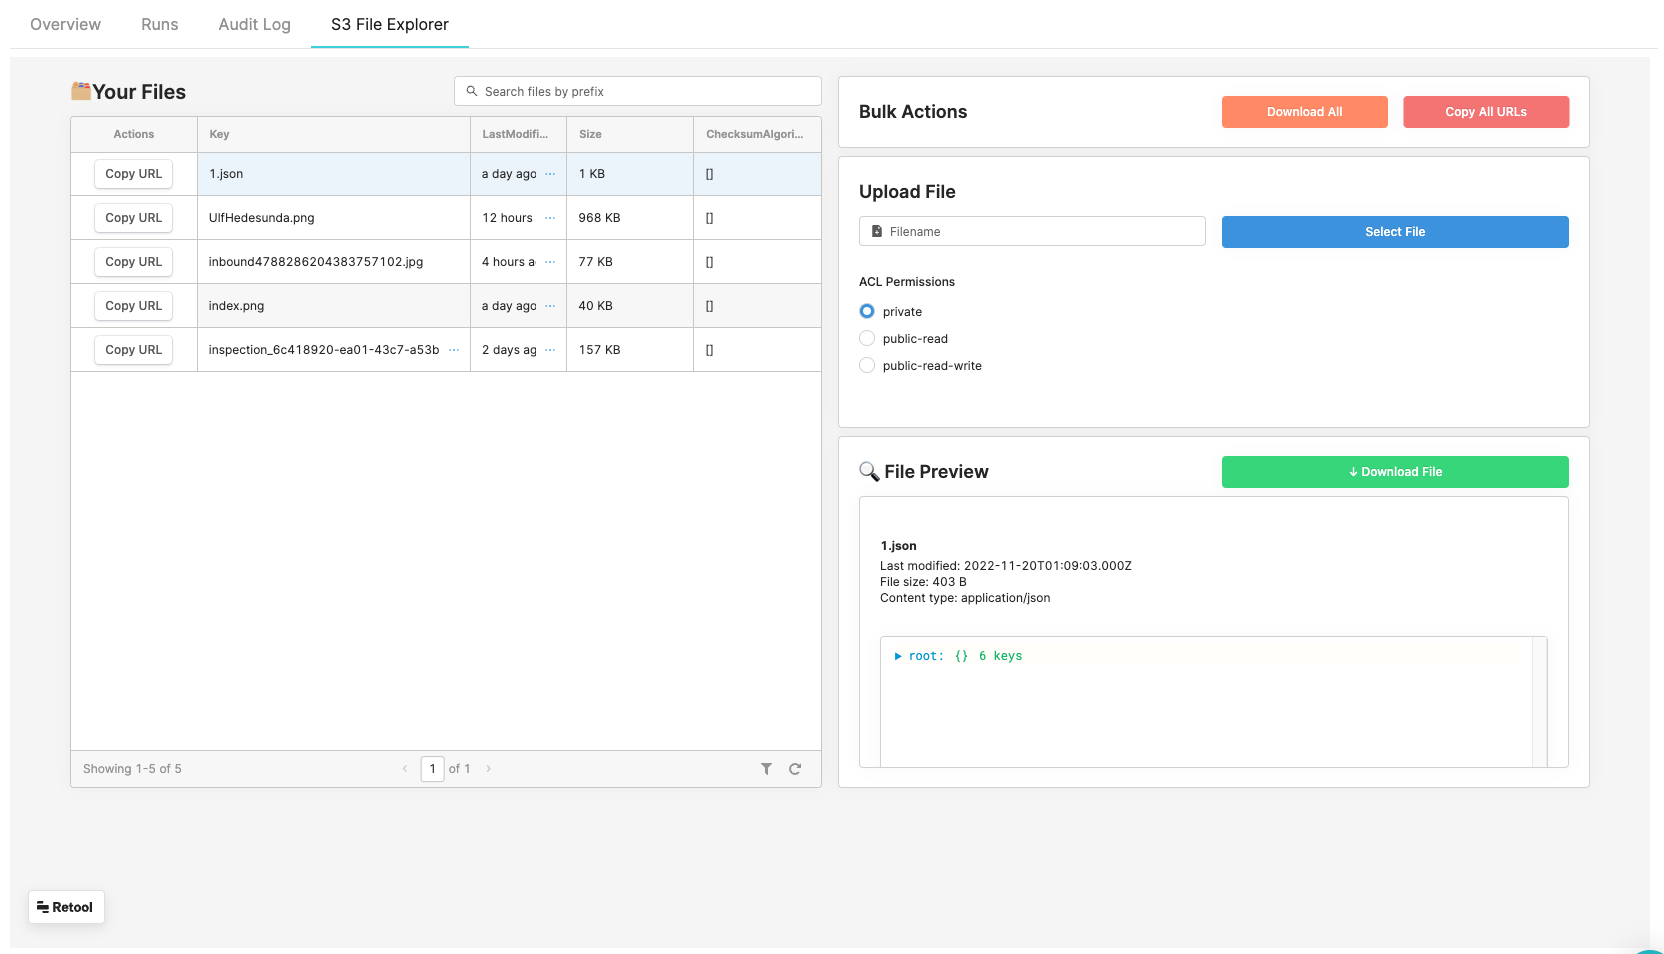 Overview Runs Audit Log S3 File Explorer
Your Files
Search files by prefix
Actions Key LastModifi... Size ChecksumAlgori...
Copy URL 1.json a day ago ... 1 KB []
Copy URL UlfHedesunda.png 12 hours ... 968 KB []
Copy URL inbound4788286204383757102.jpg 4 hours a ... 77 KB []
Copy URL index.png a day ago ... 40 KB []
Copy URL inspection_6c418920-ea01-43c7-a53b ... 2 days ag ... 157 KB []
Showing 1-5 of 5 < 1 of 1 >
Bulk Actions Download All Copy All URLs
Upload File
Filename Select File
ACL Permissions
private
public-read
public-read-write
File Preview ↓ Download File
1.json
Last modified: 2022-11-20T01:09:03.000Z
File size: 403 B
Content type: application/json
▶ root: {} 6 keys
Retool